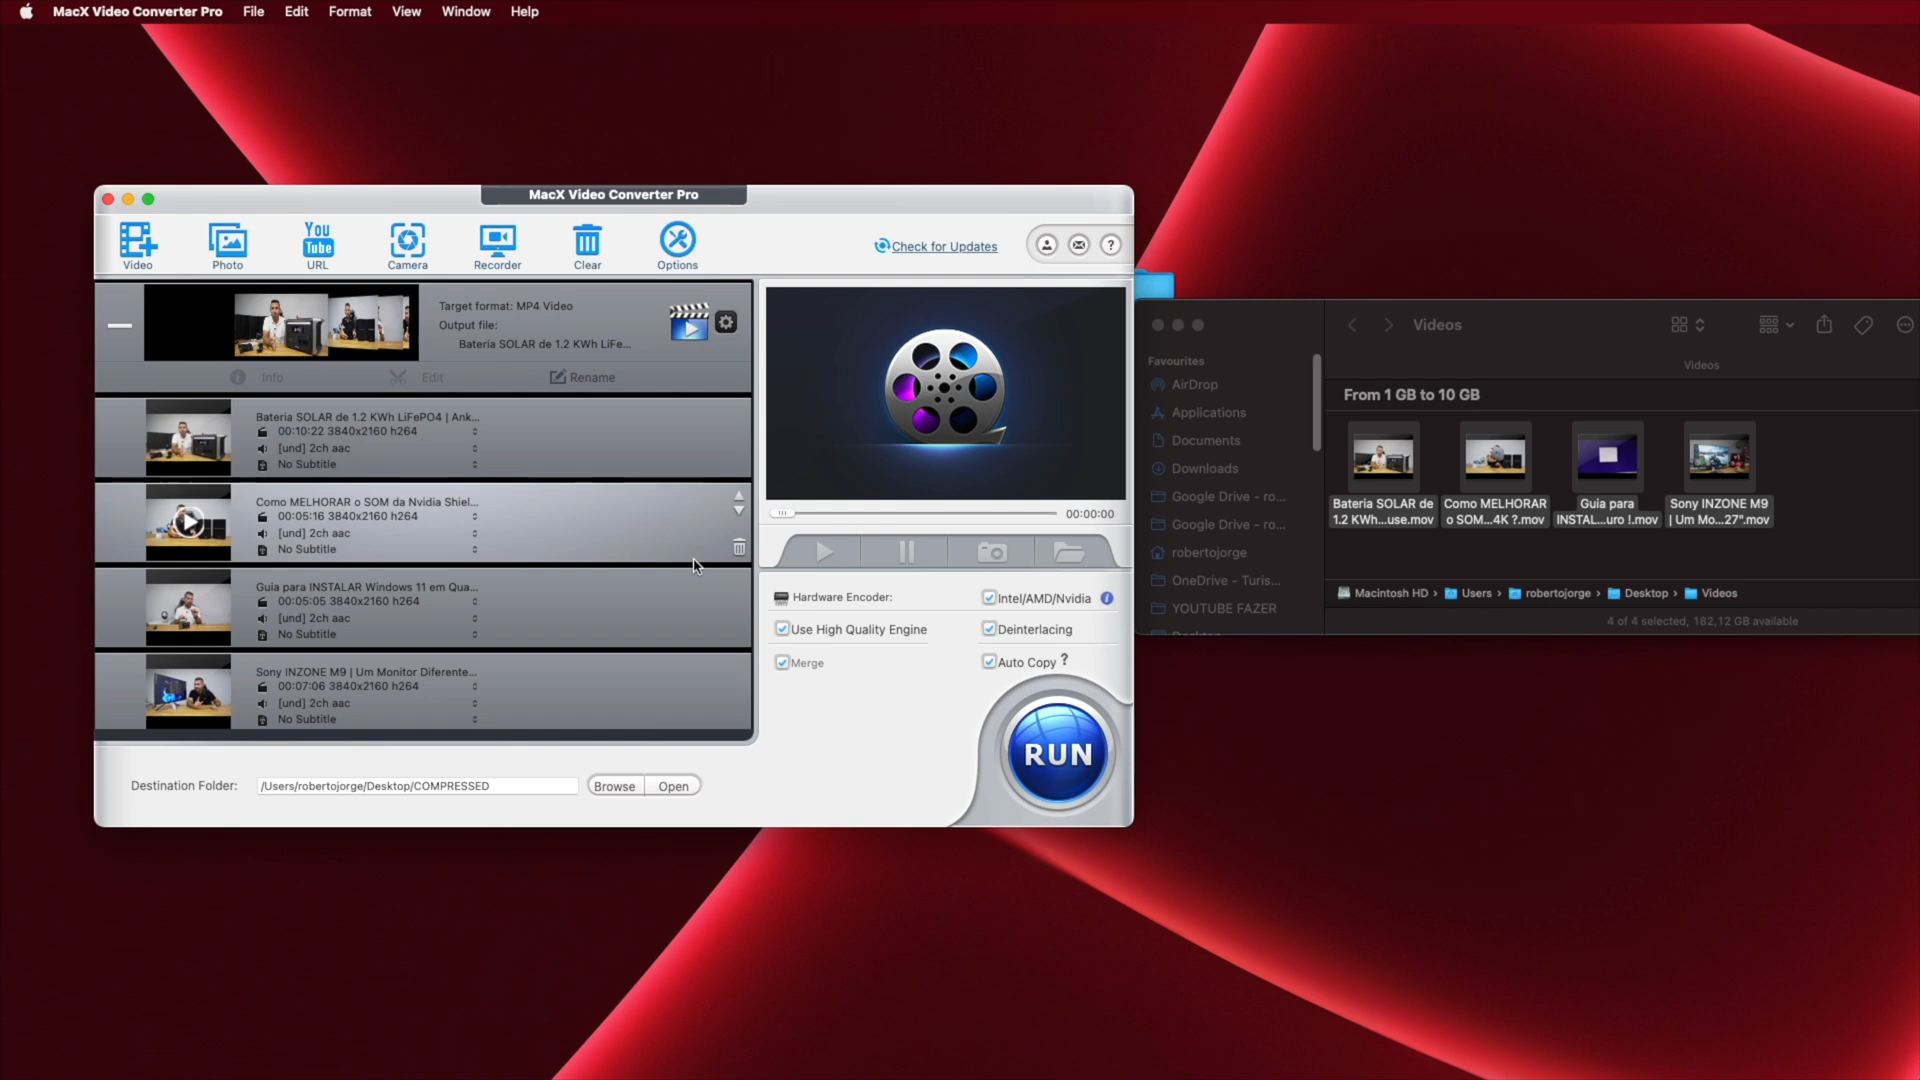 MacX Video Converter Pro File Edit Format View Window Help
MacX Video Converter Pro
Video
Photo
You Tube
URL
Camera
Recorder
Clear
Options
Check for Updates
?
Target format: MP4 Video
Output file:
Bateria SOLAR de 1.2 KWh LiFe...
Info
Edit
Rename
Bateria SOLAR de 1.2 KWh LiFePO4 | Ank...
00:10:22 3840x2160 h264
[und] 2ch aac
No Subtitle
Como MELHORAR o SOM da Nvidia Shiel...
00:05:16 3840x2160 h264
[und] 2ch aac
No Subtitle
Guia para INSTALAR Windows 11 em Qua...
00:05:05 3840x2160 h264
[und] 2ch aac
No Subtitle
Sony INZONE M9 | Um Monitor Diferente...
00:07:06 3840x2160 h264
[und] 2ch aac
No Subtitle
00:00:00
Hardware Encoder:
Intel/AMD/Nvidia
Use High Quality Engine
Deinterlacing
Merge
Auto Copy ?
RUN
Destination Folder: /Users/robertojorge/Desktop/COMPRESSED
Browse
Open
Videos
Favourites
AirDrop
Applications
Documents
Downloads
Google Drive - ro...
Google Drive - ro...
robertojorge
OneDrive - Turis...
YOUTUBE FAZER
Desktop
Videos
From 1 GB to 10 GB
Bateria SOLAR de
1.2 KWh...use.mov
Como MELHORAR
o SOM...4K ?.mov
Guia para
INSTAL...uro !.mov
Sony INZONE M9
| Um Mo...27".mov
Macintosh HD › Users › robertojorge › Desktop › Videos
4 of 4 selected, 182,12 GB available